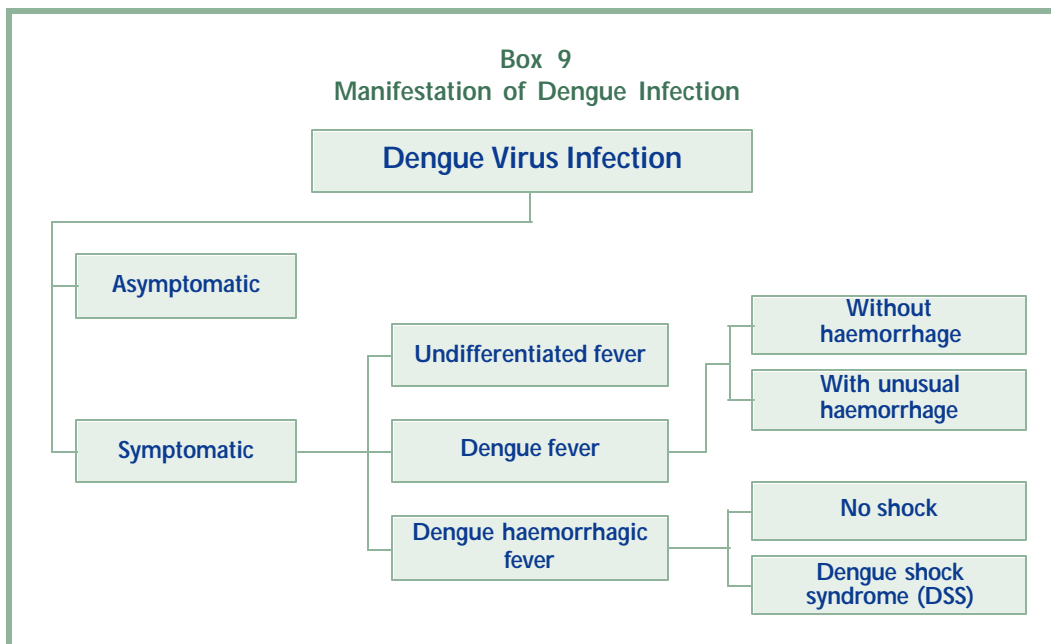 Box 9
Manifestation of Dengue Infection
Dengue Virus Infection
Asymptomatic
Symptomatic
Undifferentiated fever
Dengue fever
Dengue haemorrhagic
fever
Without
haemorrhage
With unusual
haemorrhage
No shock
Dengue shock
syndrome (DSS)